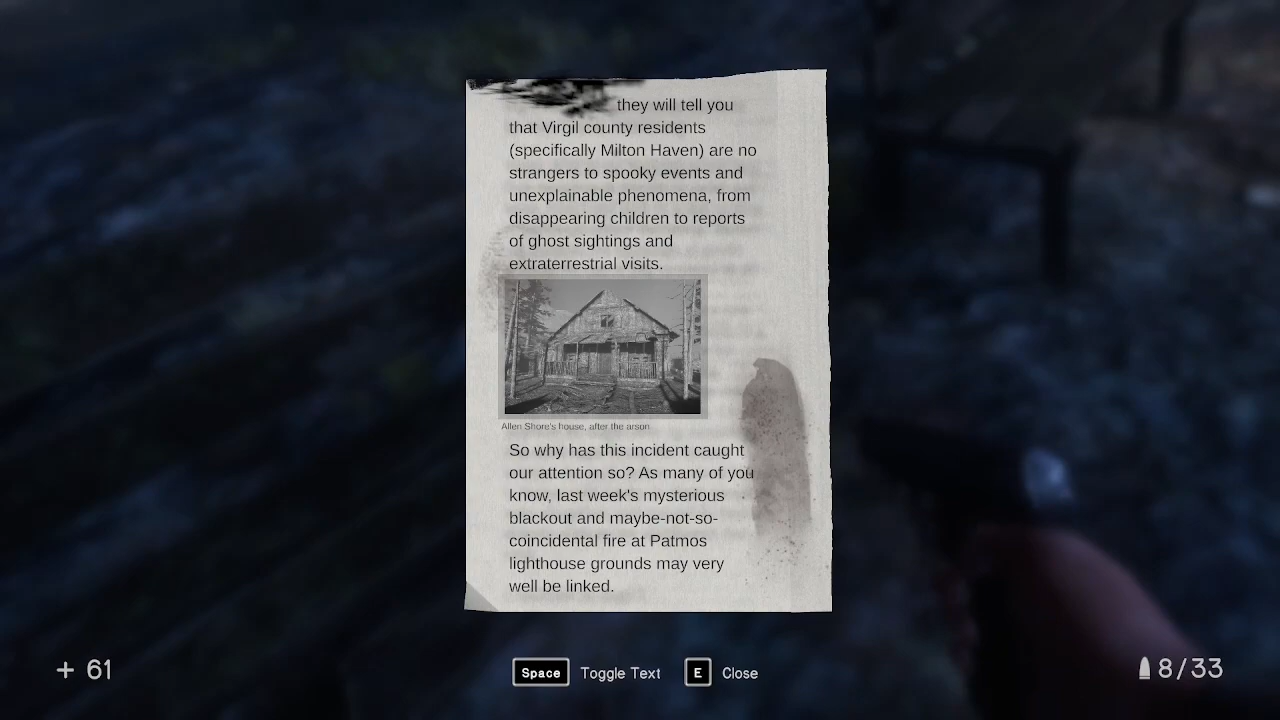 they will tell you
that Virgil county residents
(specifically Milton Haven) are no
strangers to spooky events and
unexplainable phenomena, from
disappearing children to reports
of ghost sightings and
extraterrestrial visits.
Allen Shore's house, after the arson
So why has this incident caught
our attention so? As many of you
know, last week's mysterious
blackout and maybe-not-so-
coincidental fire at Patmos
lighthouse grounds may very
well be linked.
+ 61
Space Toggle Text E Close
8/33